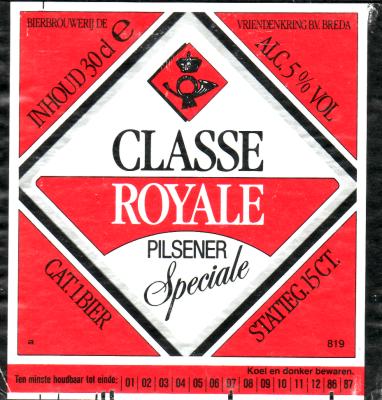 BIERBROUWERIJ DE VRIENDENKRING B.V. BREDA
INHOUD 30 cl e
ALC. 5 % VOL
CLASSE
ROYALE
PILSENER
Speciale
CAT. 1 BIER
STATIEG. 15 CT.
a 819
Koel en donker bewaren.
Ten minste houdbaar tot einde: 01 02 03 04 05 06 07 08 09 10 11 12 86 87